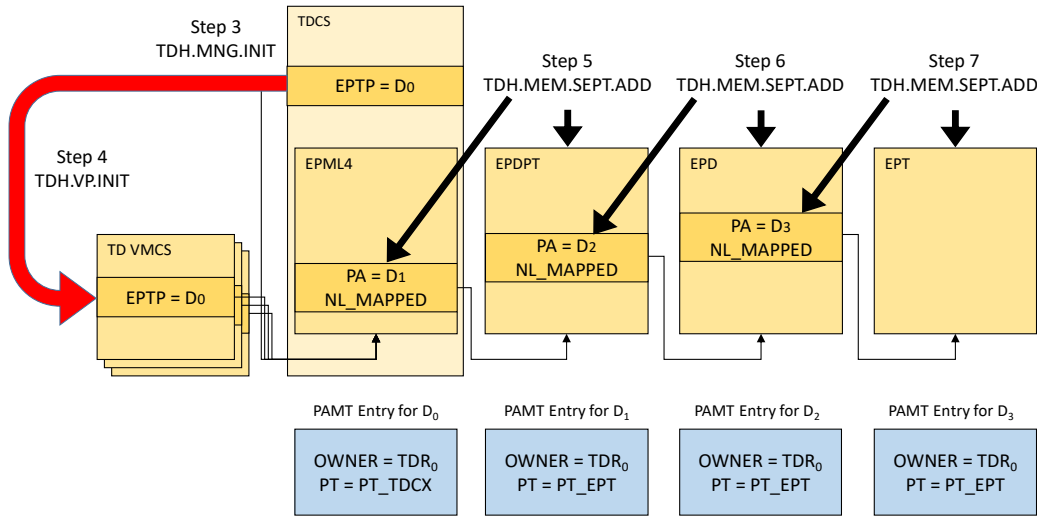 Step 3
TDH.MNG.INIT
TDCS
EPTP = D0
Step 5
TDH.MEM.SEPT.ADD
Step 6
TDH.MEM.SEPT.ADD
Step 7
TDH.MEM.SEPT.ADD
Step 4
TDH.VP.INIT
EPML4
PA = D1
NL_MAPPED
EPDPT
PA = D2
NL_MAPPED
EPD
PA = D3
NL_MAPPED
EPT
TD VMCS
EPTP = D0
PAMT Entry for D0
OWNER = TDR0
PT = PT_TDCX
PAMT Entry for D1
OWNER = TDR0
PT = PT_EPT
PAMT Entry for D2
OWNER = TDR0
PT = PT_EPT
PAMT Entry for D3
OWNER = TDR0
PT = PT_EPT